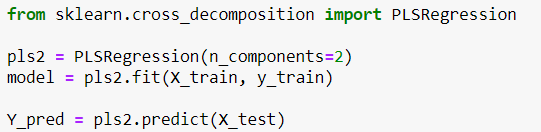 from sklearn.cross_decomposition import PLSRegression
pls2 = PLSRegression(n_components=2)
model = pls2.fit(X_train, y_train)
Y_pred = pls2.predict(X_test)